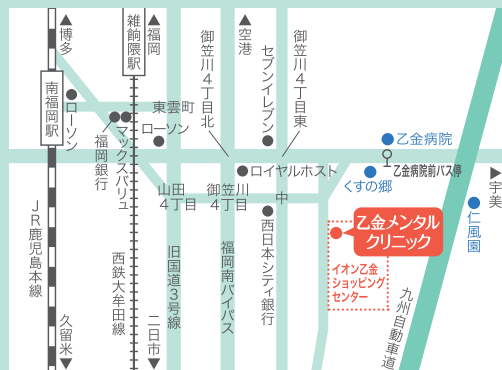 ▲博多
雑餉隈駅
▲福岡
▲空港
御笠川4丁目北
セブンイレブン
御笠川4丁目東
南福岡駅
ローソン
東雲町
ローソン
マックスバリュ
福岡銀行
乙金病院
乙金病院前バス停
くすの郷
ロイヤルホスト
▶宇美
仁風園
山田
4丁目
御笠川
4丁目
中
西日本シティ銀行
乙金メンタル
クリニック
イオン乙金
ショッピング
センター
JR鹿児島本線
西鉄大牟田線
旧国道3号線
福岡南バイパス
九州自動車道
久留米▼
二日市▼